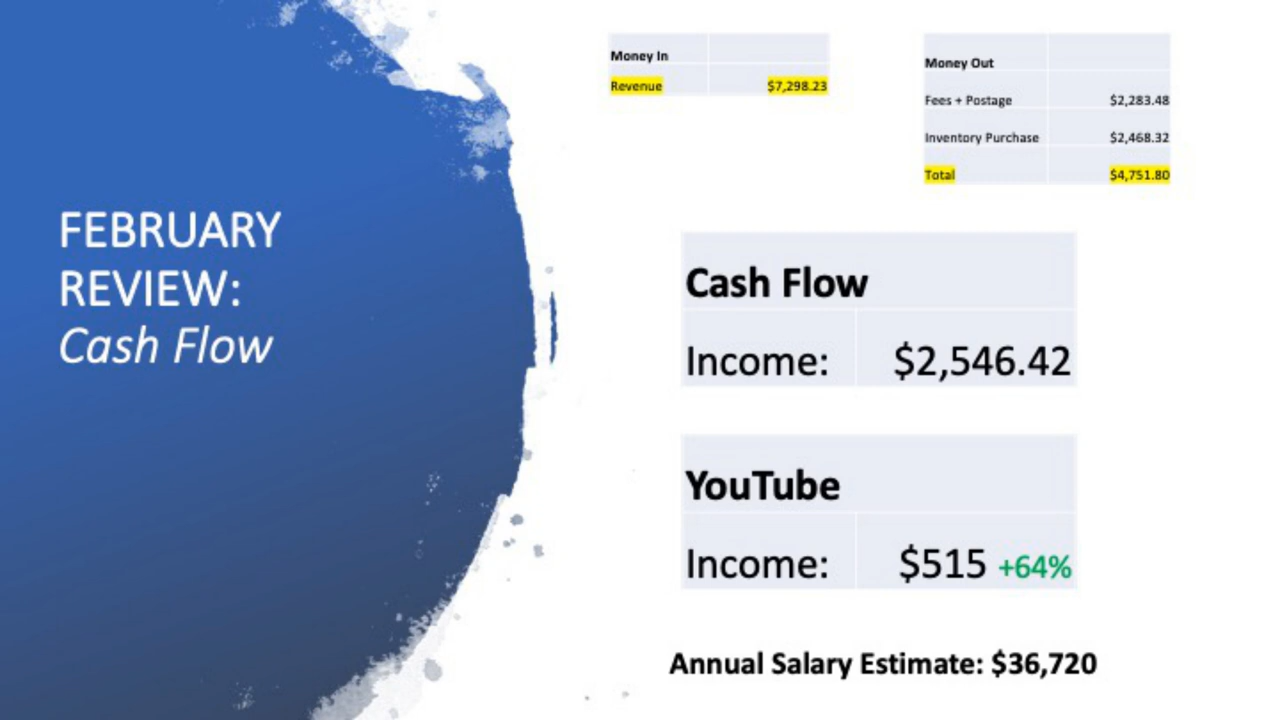 FEBRUARY
REVIEW:
Cash Flow
Money In
Revenue $7,298.23
Money Out
Fees + Postage $2,283.48
Inventory Purchase $2,468.32
Total $4,751.80
Cash Flow
Income: $2,546.42
YouTube
Income: $515 +64%
Annual Salary Estimate: $36,720